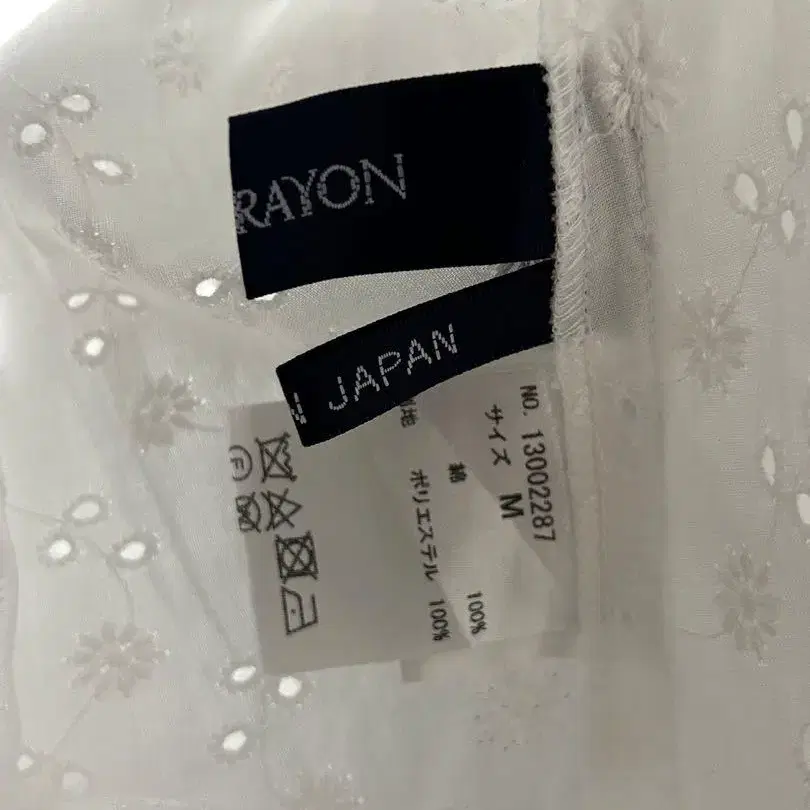 RAYON
JAPAN
NO. 13002287
サイズ M
綿 100%
ポリエステル 100%
F